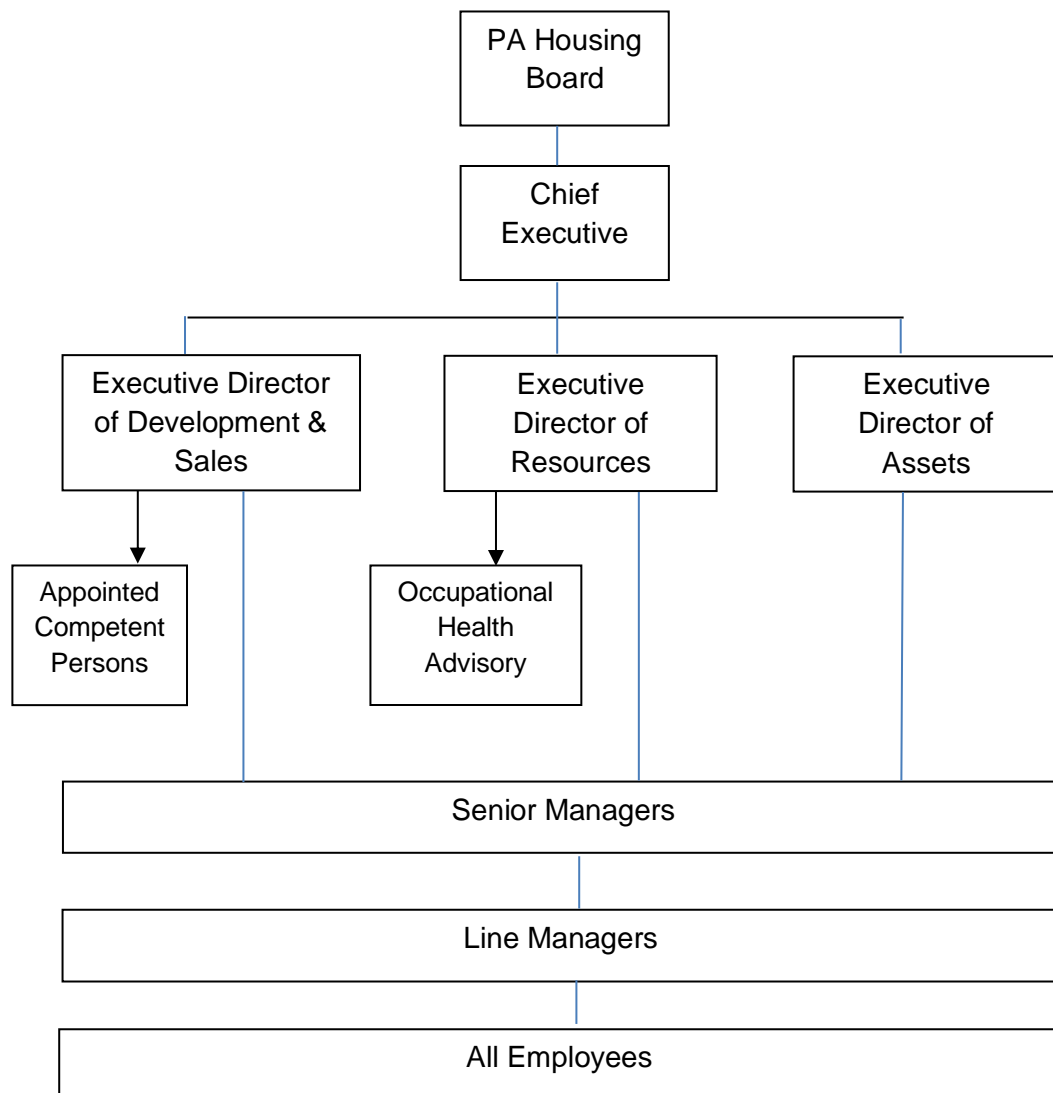 PA Housing
Board
Chief
Executive
Executive Director
of Development &
Sales
Executive
Director of
Resources
Executive
Director of
Assets
Appointed
Competent
Persons
Occupational
Health
Advisory
Senior Managers
Line Managers
All Employees